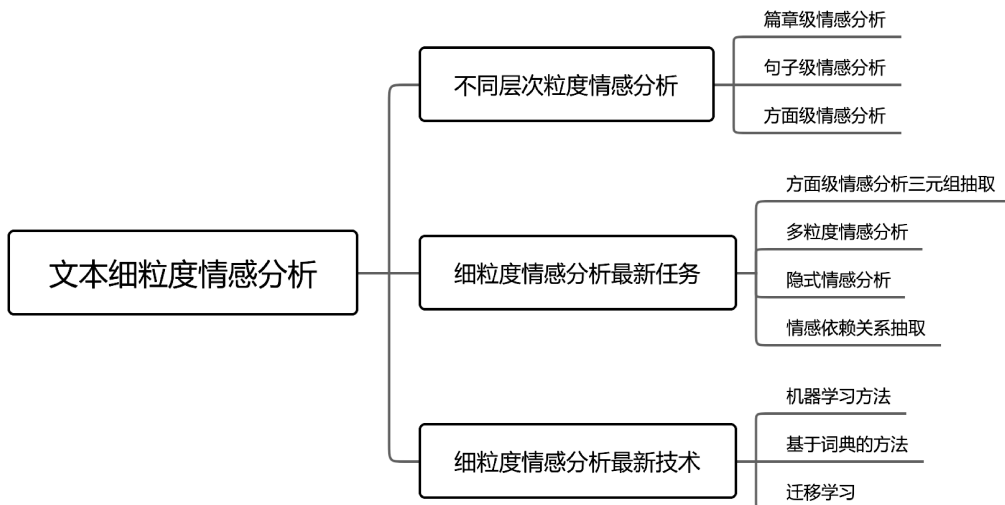 文本细粒度情感分析
不同层次粒度情感分析
篇章级情感分析
句子级情感分析
方面级情感分析
细粒度情感分析最新任务
方面级情感分析三元组抽取
多粒度情感分析
隐式情感分析
情感依赖关系抽取
细粒度情感分析最新技术
机器学习方法
基于词典的方法
迁移学习